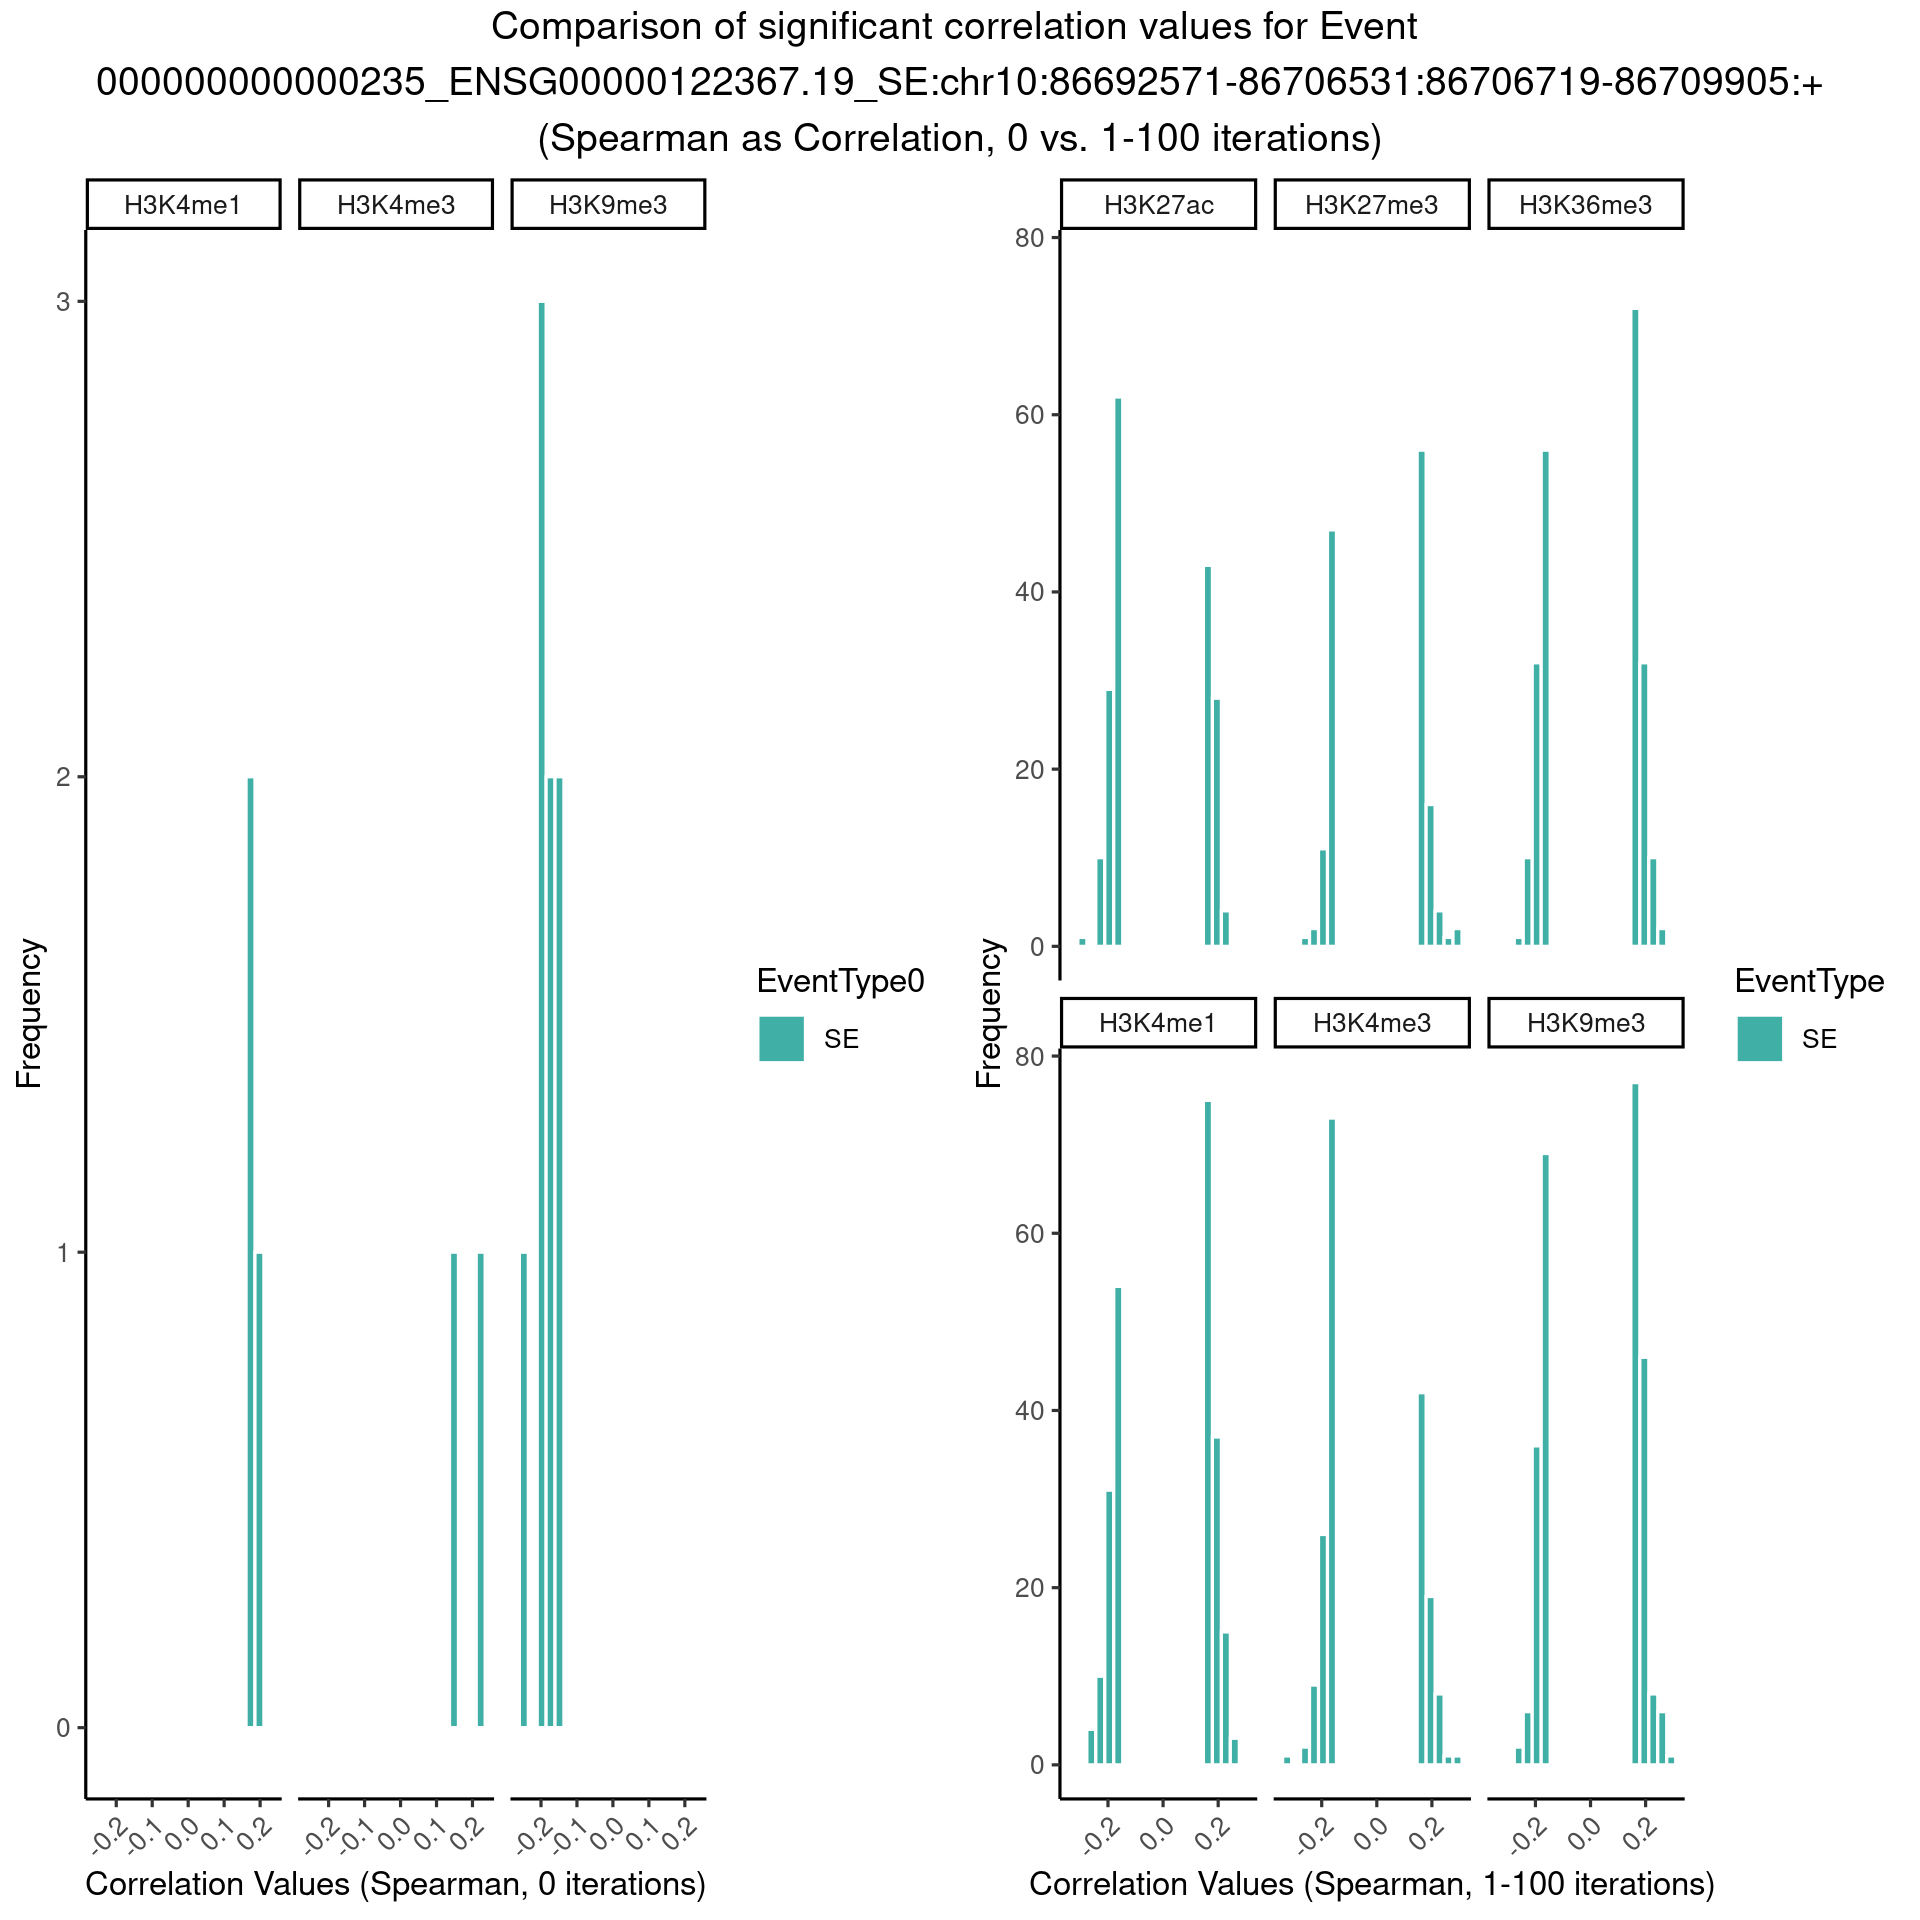 Comparison of significant correlation values for Event
000000000000235_ENSG00000122367.19_SE:chr10:86692571-86706531:86706719-86709905:+
(Spearman as Correlation, 0 vs. 1-100 iterations)
H3K4me1 H3K4me3 H3K9me3
3
2
1
0
Frequency
-0.2 -0.1 0.0 0.1 0.2 -0.2 -0.1 0.0 0.1 0.2 -0.2 -0.1 0.0 0.1 0.2
Correlation Values (Spearman, 0 iterations)
EventType0
SE
H3K27ac H3K27me3 H3K36me3
80
60
40
20
0
Frequency
H3K4me1 H3K4me3 H3K9me3
80
60
40
20
0
-0.2 0.0 0.2 -0.2 0.0 0.2 -0.2 0.0 0.2
Correlation Values (Spearman, 1-100 iterations)
EventType
SE